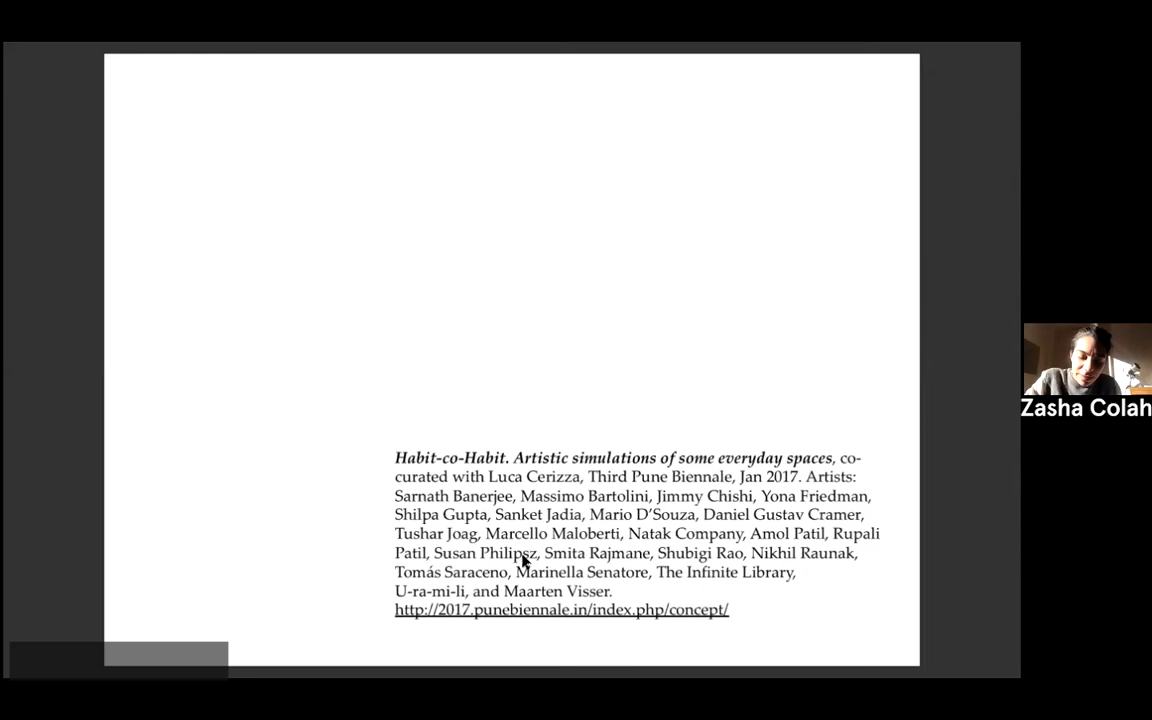 Habit-co-Habit. Artistic simulations of some everyday spaces, co-
curated with Luca Cerizza, Third Pune Biennale, Jan 2017. Artists:
Sarnath Banerjee, Massimo Bartolini, Jimmy Chishi, Yona Friedman,
Shilpa Gupta, Sanket Jadia, Mario D’Souza, Daniel Gustav Cramer,
Tushar Joag, Marcello Maloberti, Natak Company, Amol Patil, Rupali
Patil, Susan Philipsz, Smita Rajmane, Shubigi Rao, Nikhil Raunak,
Tomás Saraceno, Marinella Senatore, The Infinite Library,
U-ra-mi-li, and Maarten Visser.
http://2017.punebiennale.in/index.php/concept/
Zasha Colah